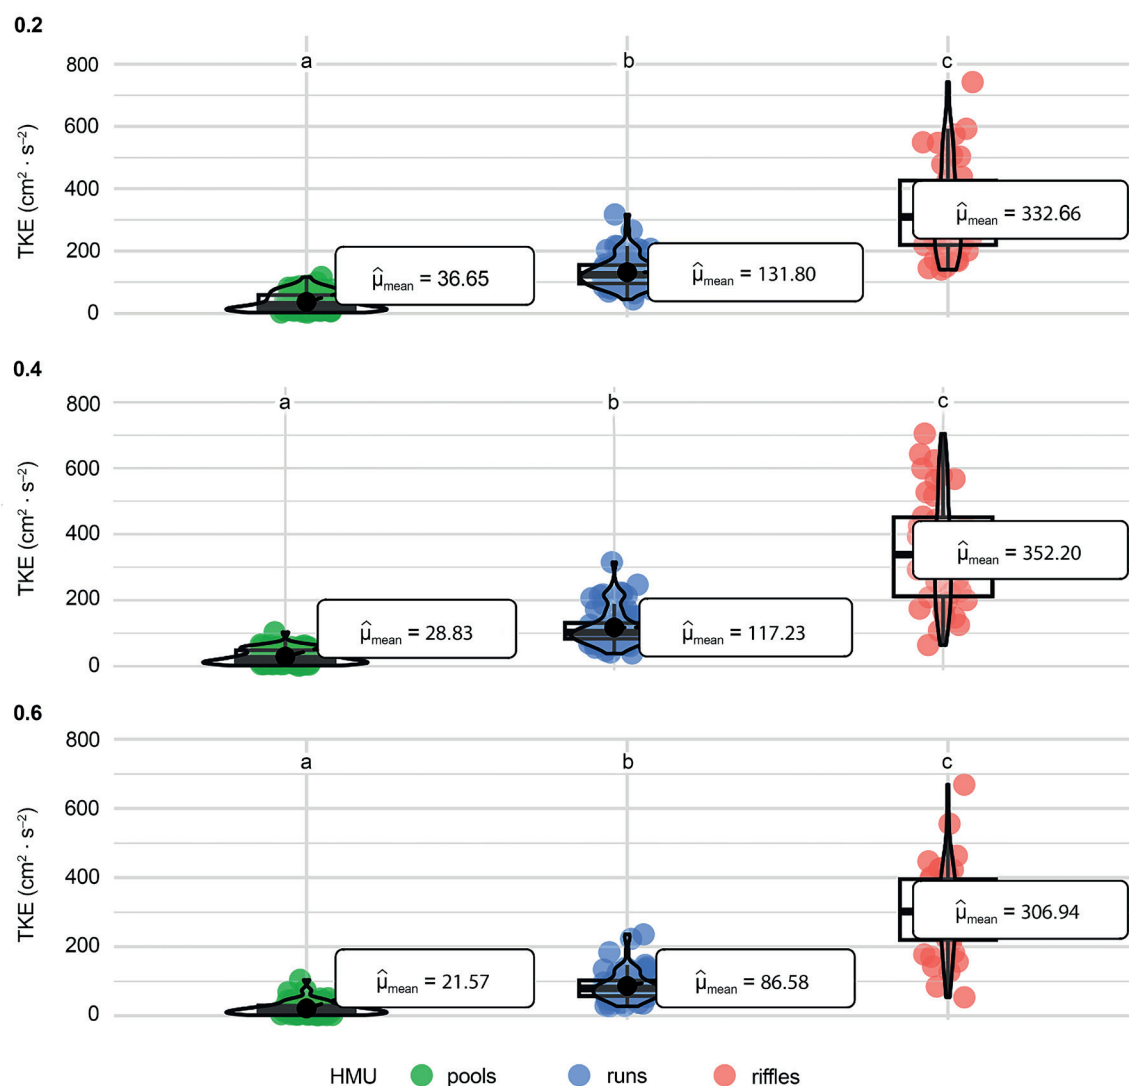 0.2
TKE (cm² · s⁻²)
800
600
400
200
0
a
b
c
μ̂mean = 36.65
μ̂mean = 131.80
μ̂mean = 332.66
0.4
TKE (cm² · s⁻²)
800
600
400
200
0
a
b
c
μ̂mean = 28.83
μ̂mean = 117.23
μ̂mean = 352.20
0.6
TKE (cm² · s⁻²)
800
600
400
200
0
a
b
c
μ̂mean = 21.57
μ̂mean = 86.58
μ̂mean = 306.94
HMU pools runs riffles